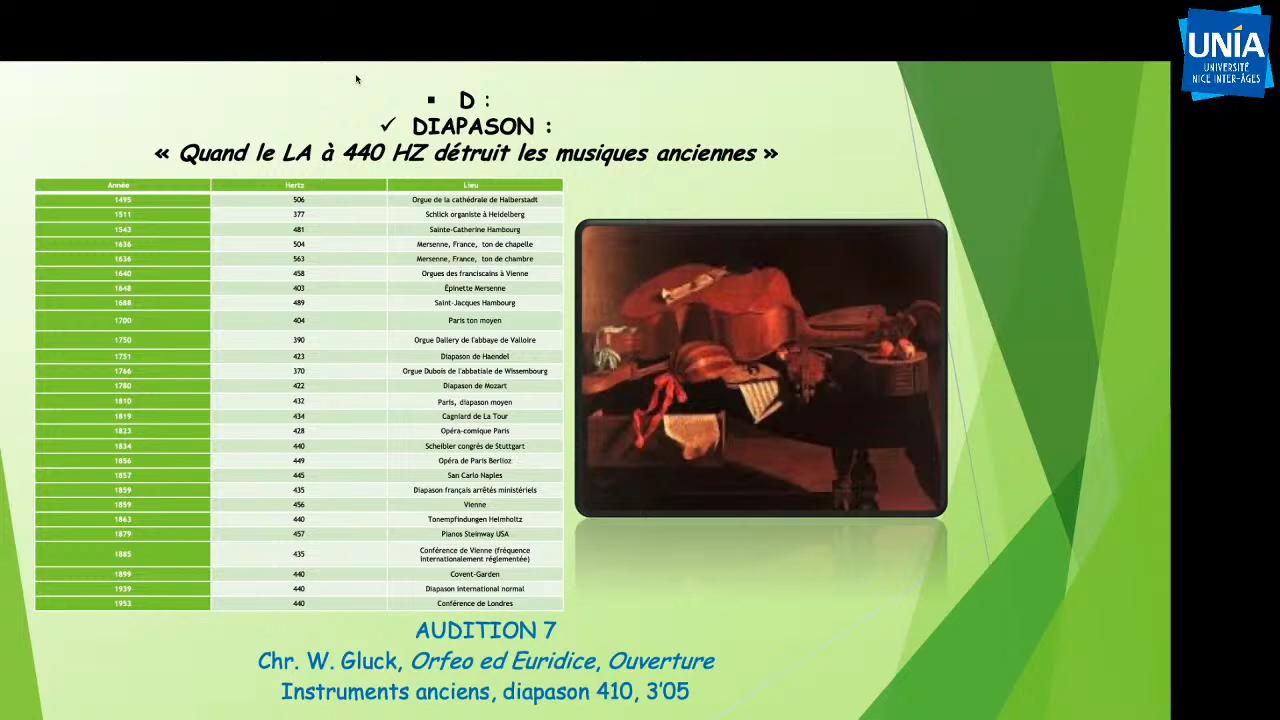 UNIA
UNIVERSITÉ
NICE INTER-ÂGES
▪ D :
✓ DIAPASON :
« Quand le LA à 440 HZ détruit les musiques anciennes »
Année Hertz Lieu
1495 506 Orgue de la cathédrale de Halberstadt
1511 377 Schlick organiste à Heidelberg
1543 481 Sainte-Catherine Hambourg
1636 504 Mersenne, France, ton de chapelle
1636 563 Mersenne, France, ton de chambre
1640 458 Orgues des franciscains à Vienne
1648 403 Épinette Mersenne
1688 489 Saint-Jacques Hambourg
1700 404 Paris ton moyen
1750 390 Orgue Dallery de l'abbaye de Valloire
1751 423 Diapason de Haendel
1766 370 Orgue Dubois de l'abbatiale de Wissembourg
1780 422 Diapason de Mozart
1810 432 Paris, diapason moyen
1819 434 Cagniard de La Tour
1823 428 Opéra-comique Paris
1834 440 Scheibler congrès de Stuttgart
1856 449 Opéra de Paris Berlioz
1857 445 San Carlo Naples
1859 435 Diapason français arrêtés ministériels
1859 456 Vienne
1863 440 Tonempfindungen Helmholtz
1879 457 Pianos Steinway USA
1885 435 Conférence de Vienne (fréquence
internationalement réglementée)
1899 440 Covent-Garden
1939 440 Diapason international normal
1953 440 Conférence de Londres
AUDITION 7
Chr. W. Gluck, Orfeo ed Euridice, Ouverture
Instruments anciens, diapason 410, 3'05